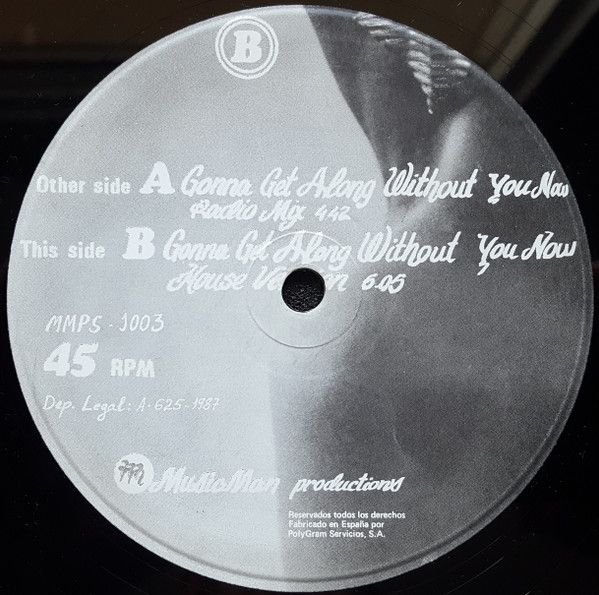 B
Other side A Gonna Get Along Without You Now
Radio Mix 4.42
This side B Gonna Get Along Without You Now
House Version 6.05
MMPS - 1003
45 RPM
Dep. Legal: A-625-1987
M MusicMan productions
Reservados todos los derechos
Fabricado en España por
PolyGram Servicios, S.A.